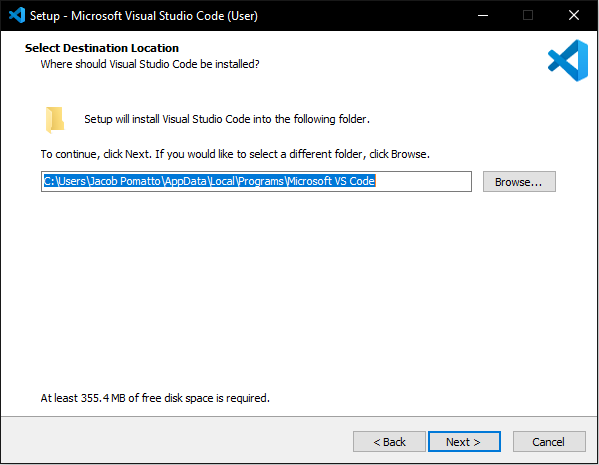 Setup - Microsoft Visual Studio Code (User)
Select Destination Location
Where should Visual Studio Code be installed?
Setup will install Visual Studio Code into the following folder.
To continue, click Next. If you would like to select a different folder, click Browse.
C:\Users\Jacob Pomatto\AppData\Local\Programs\Microsoft VS Code
Browse...
At least 355.4 MB of free disk space is required.
< Back
Next >
Cancel